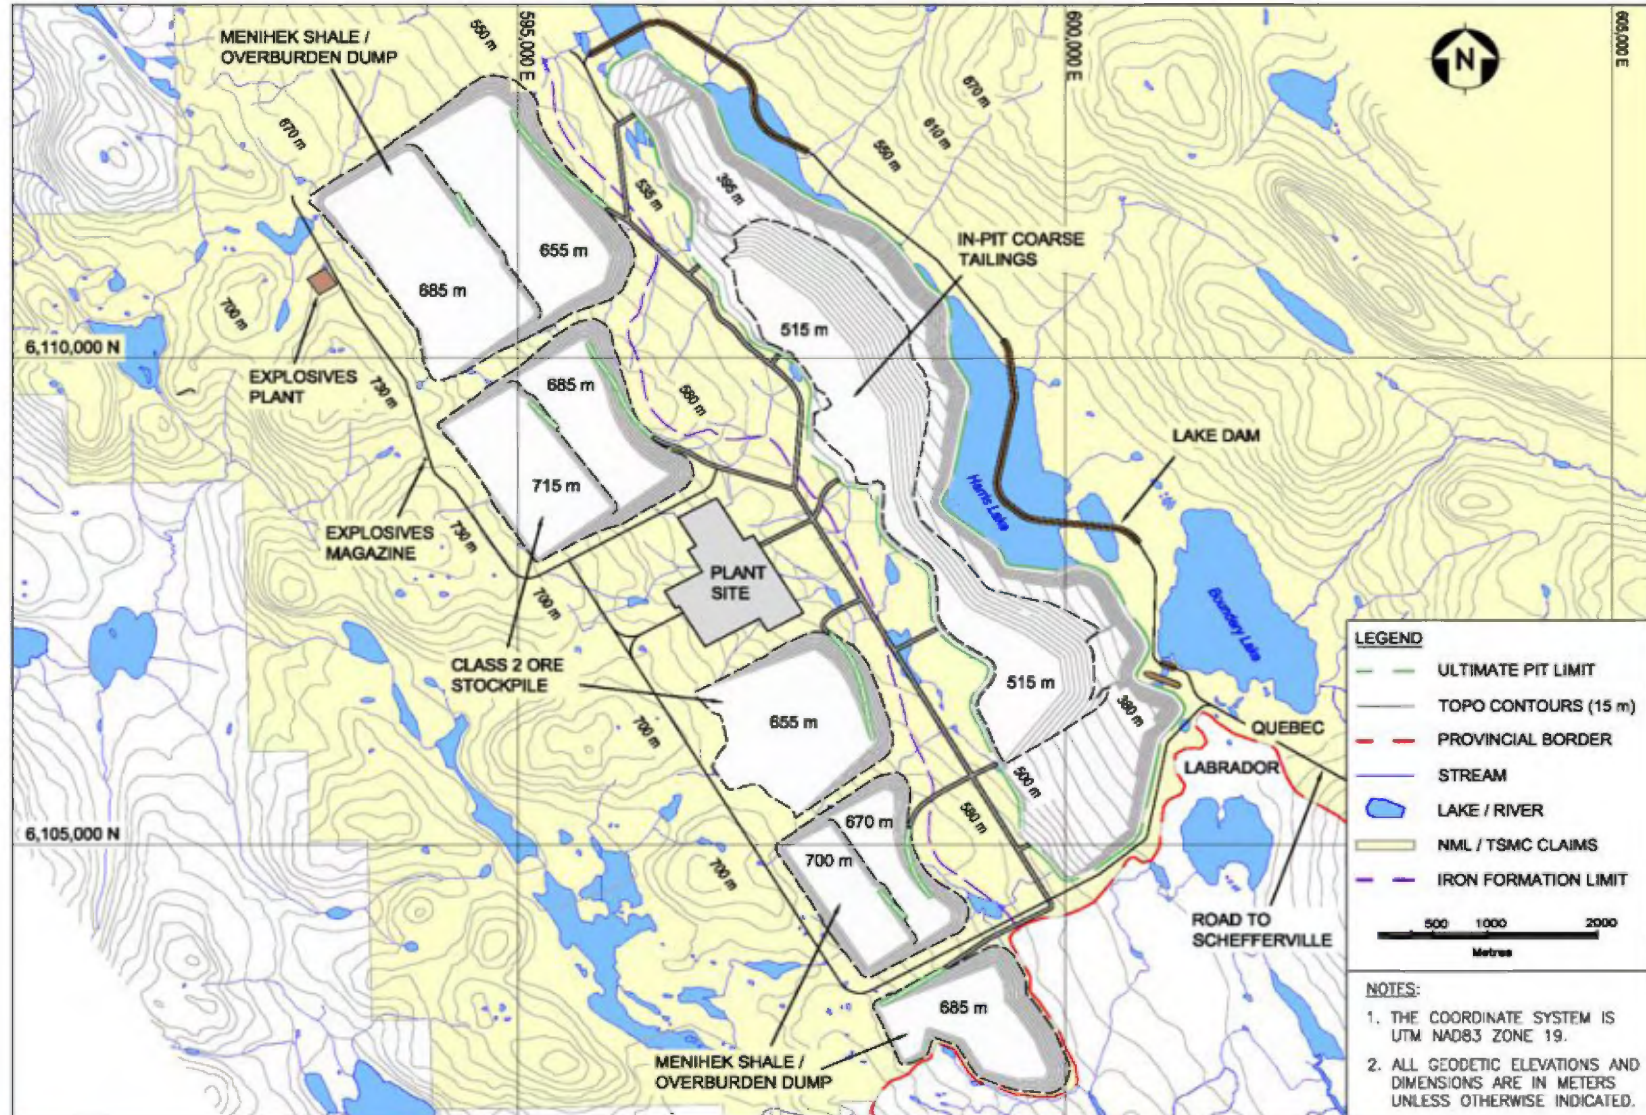 MENIHEK SHALE /
OVERBURDEN DUMP
550 m
595,000 E
600,000 E
605,000 E
N
670 m
670 m
610 m
550 m
535 m
395 m
IN-PIT COARSE
TAILINGS
655 m
685 m
700 m
515 m
6,110,000 N
EXPLOSIVES
PLANT
730 m
685 m
580 m
LAKE DAM
715 m
Harris Lake
EXPLOSIVES
MAGAZINE
730 m
PLANT
SITE
700 m
Boundary Lake
CLASS 2 ORE
STOCKPILE
515 m
380 m
655 m
700 m
QUEBEC
LABRADOR
500 m
580 m
6,105,000 N
670 m
700 m
700 m
ROAD TO
SCHEFFERVILLE
685 m
MENIHEK SHALE /
OVERBURDEN DUMP
LEGEND
ULTIMATE PIT LIMIT
TOPO CONTOURS (15 m)
PROVINCIAL BORDER
STREAM
LAKE / RIVER
NML / TSMC CLAIMS
IRON FORMATION LIMIT
500 1000 2000
Metres
NOTES:
1. THE COORDINATE SYSTEM IS
UTM NAD83 ZONE 19.
2. ALL GEODETIC ELEVATIONS AND
DIMENSIONS ARE IN METERS
UNLESS OTHERWISE INDICATED.